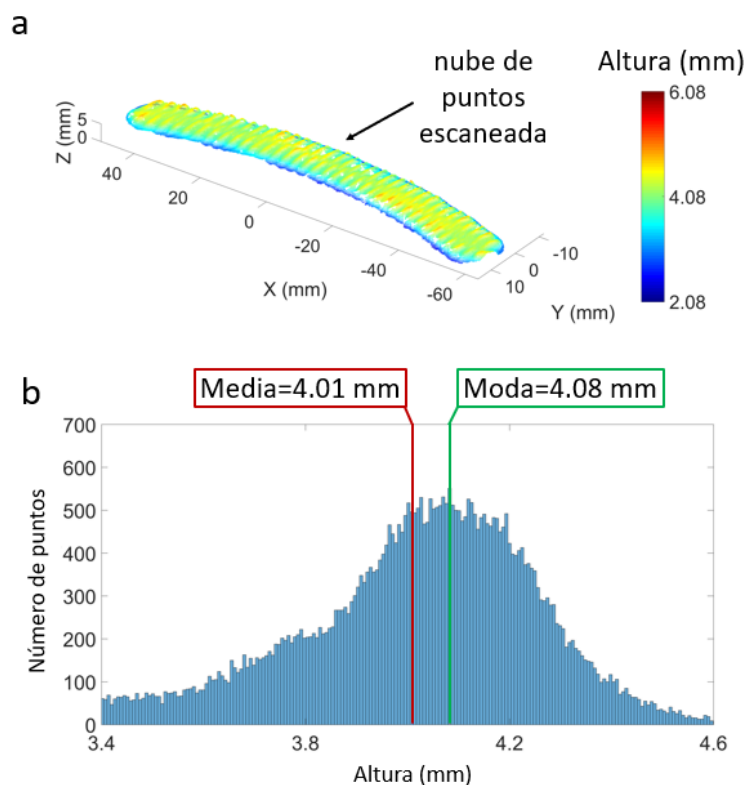 a
nube de
puntos
escaneada
Altura (mm)
6.08
4.08
2.08
Z (mm)
5
0
40
20
0
-20
-40
-60
X (mm)
-10
0
10
Y (mm)
b
Media=4.01 mm
Moda=4.08 mm
Número de puntos
700
600
500
400
300
200
100
0
3.4
3.8
4.2
4.6
Altura (mm)